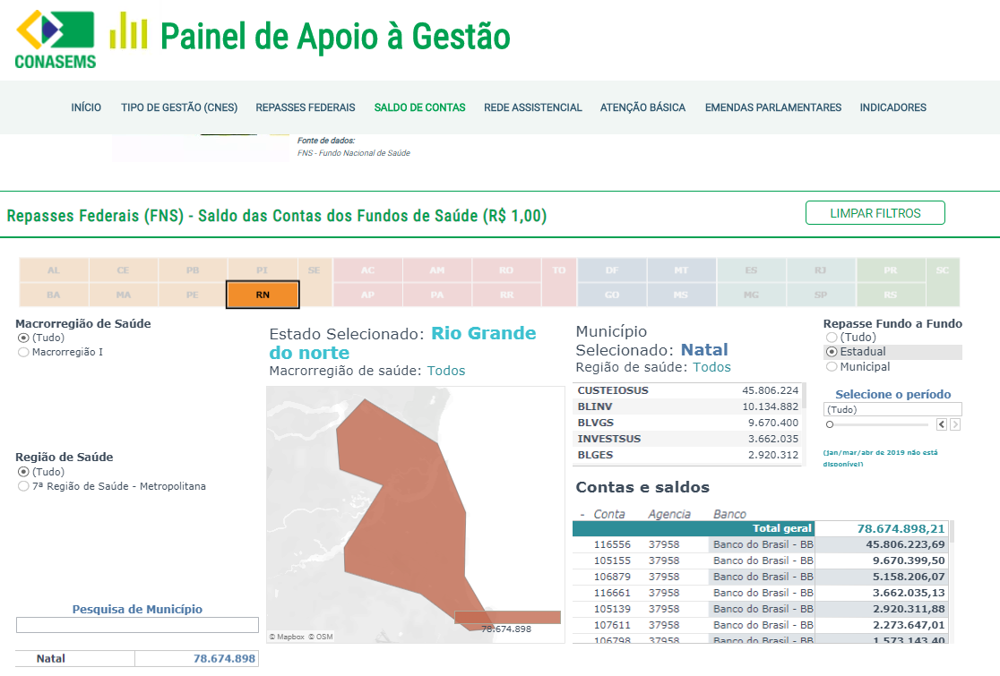 CONASEMS
Painel de Apoio à Gestão
INÍCIO TIPO DE GESTÃO (CNES) REPASSES FEDERAIS SALDO DE CONTAS REDE ASSISTENCIAL ATENÇÃO BÁSICA EMENDAS PARLAMENTARES INDICADORES
Fonte de dados:
FNS - Fundo Nacional de Saúde
Repasses Federais (FNS) - Saldo das Contas dos Fundos de Saúde (R$ 1,00)
LIMPAR FILTROS
AL CE PB PI SE AC AM RO TO DF MT ES RJ PR SC
BA MA PE RN AP PA RR GO MS MG SP RS
Macrorregião de Saúde
(Tudo)
Macrorregião I
Região de Saúde
(Tudo)
7ª Região de Saúde - Metropolitana
Pesquisa de Município
Natal 78.674.898
Estado Selecionado: Rio Grande
do norte
Macrorregião de saúde: Todos
78.674.898
© Mapbox © OSM
Município
Selecionado: Natal
Região de saúde: Todos
CUSTEIOSUS 45.806.224
BLINV 10.134.882
BLVGS 9.670.400
INVESTSUS 3.662.035
BLGES 2.920.312
Contas e saldos
- Conta Agencia Banco
Total geral 78.674.898,21
116556 37958 Banco do Brasil - BB 45.806.223,69
105155 37958 Banco do Brasil - BB 9.670.399,50
106879 37958 Banco do Brasil - BB 5.158.206,07
116661 37958 Banco do Brasil - BB 3.662.035,13
105139 37958 Banco do Brasil - BB 2.920.311,88
107611 37958 Banco do Brasil - BB 2.273.647,01
106798 37958 Banco do Brasil - BB 1.573.143,40
Repasse Fundo a Fundo
(Tudo)
Estadual
Municipal
Selecione o período
(Tudo)
(Jan/mar/abr de 2019 não está
disponível)